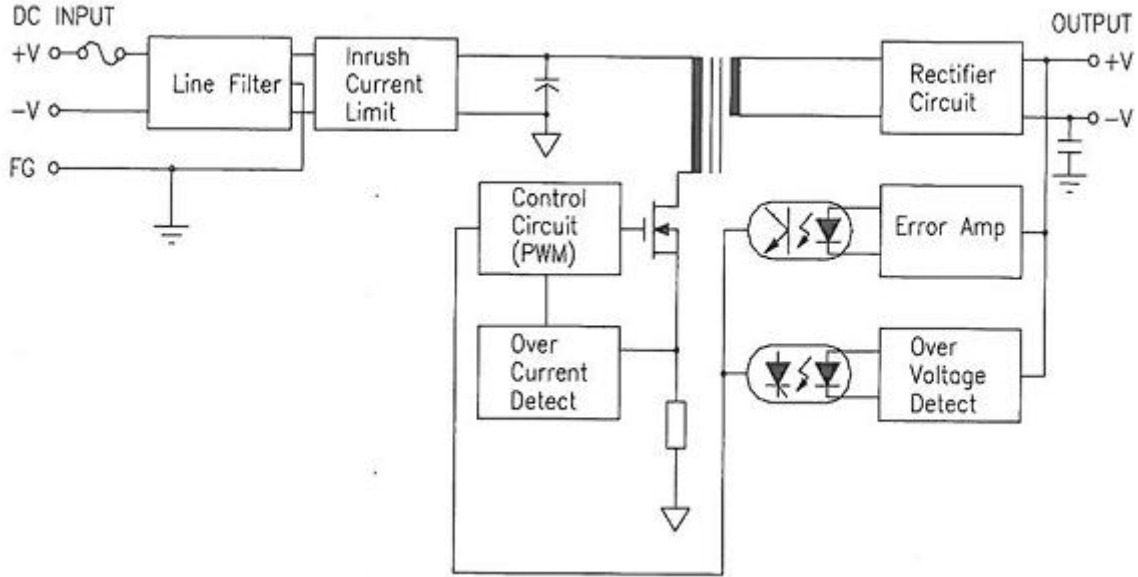 DC INPUT
+V
-V
FG
Line Filter
Inrush
Current
Limit
Rectifier
Circuit
OUTPUT
+V
-V
Control
Circuit
(PWM)
Error Amp
Over
Current
Detect
Over
Voltage
Detect